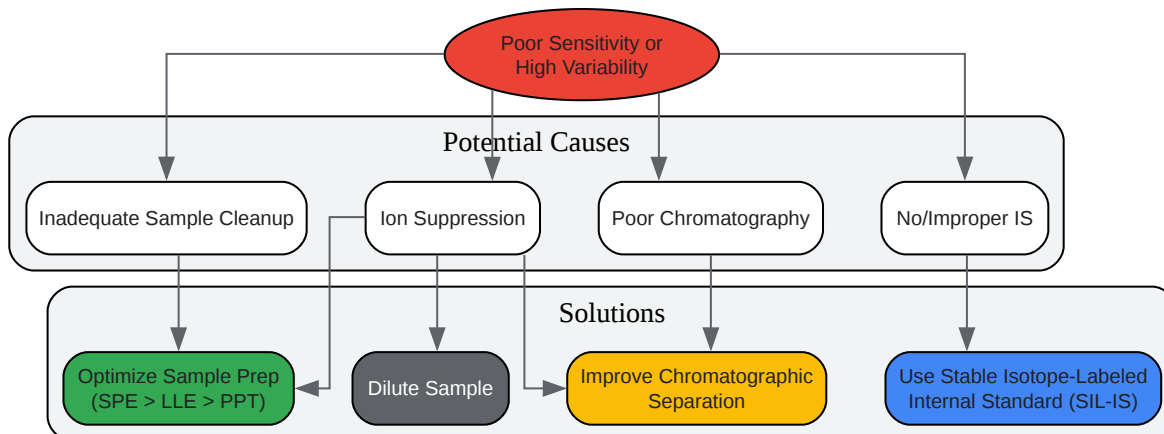 Poor Sensitivity or
High Variability
Potential Causes
Inadequate Sample Cleanup
Ion Suppression
Poor Chromatography
No/Improper IS
Solutions
Optimize Sample Prep
(SPE > LLE > PPT)
Dilute Sample
Improve Chromatographic
Separation
Use Stable Isotope-Labeled
Internal Standard (SIL-IS)